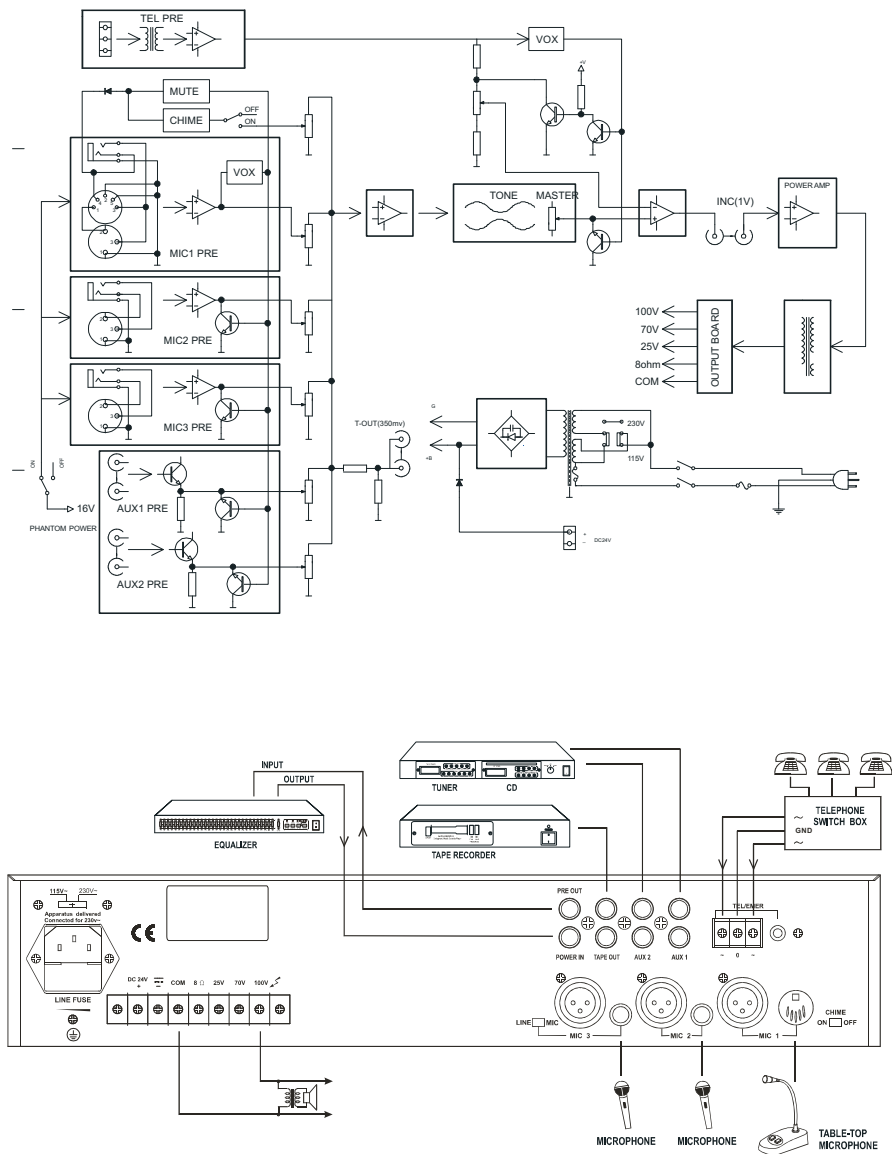 TEL PRE
VOX
+V
MUTE
CHIME
OFF
ON
VOX
MIC1 PRE
TONE
MASTER
INC(1V)
POWER AMP
MIC2 PRE
100V
70V
25V
8ohm
COM
OUTPUT BOARD
MIC3 PRE
T-OUT(350mv)
G
+B
230V
115V
ON
OFF
16V
PHANTOM POWER
AUX1 PRE
AUX2 PRE
+
−
DC24V
INPUT
OUTPUT
EQUALIZER
TUNER
CD
TAPE RECORDER
TELEPHONE
SWITCH BOX
~
GND
~
115V~
230V~
Apparatus delivered
Connected for 230v~
CE
PRE OUT
POWER IN
TAPE OUT
AUX 2
AUX 1
TEL/EMER
~ 0 ~
LINE FUSE
DC 24V
+ −
COM
8 Ω
25V
70V
100V
LINE
MIC
MIC 3
MIC 2
MIC 1
CHIME
ON
OFF
MICROPHONE
MICROPHONE
TABLE-TOP
MICROPHONE